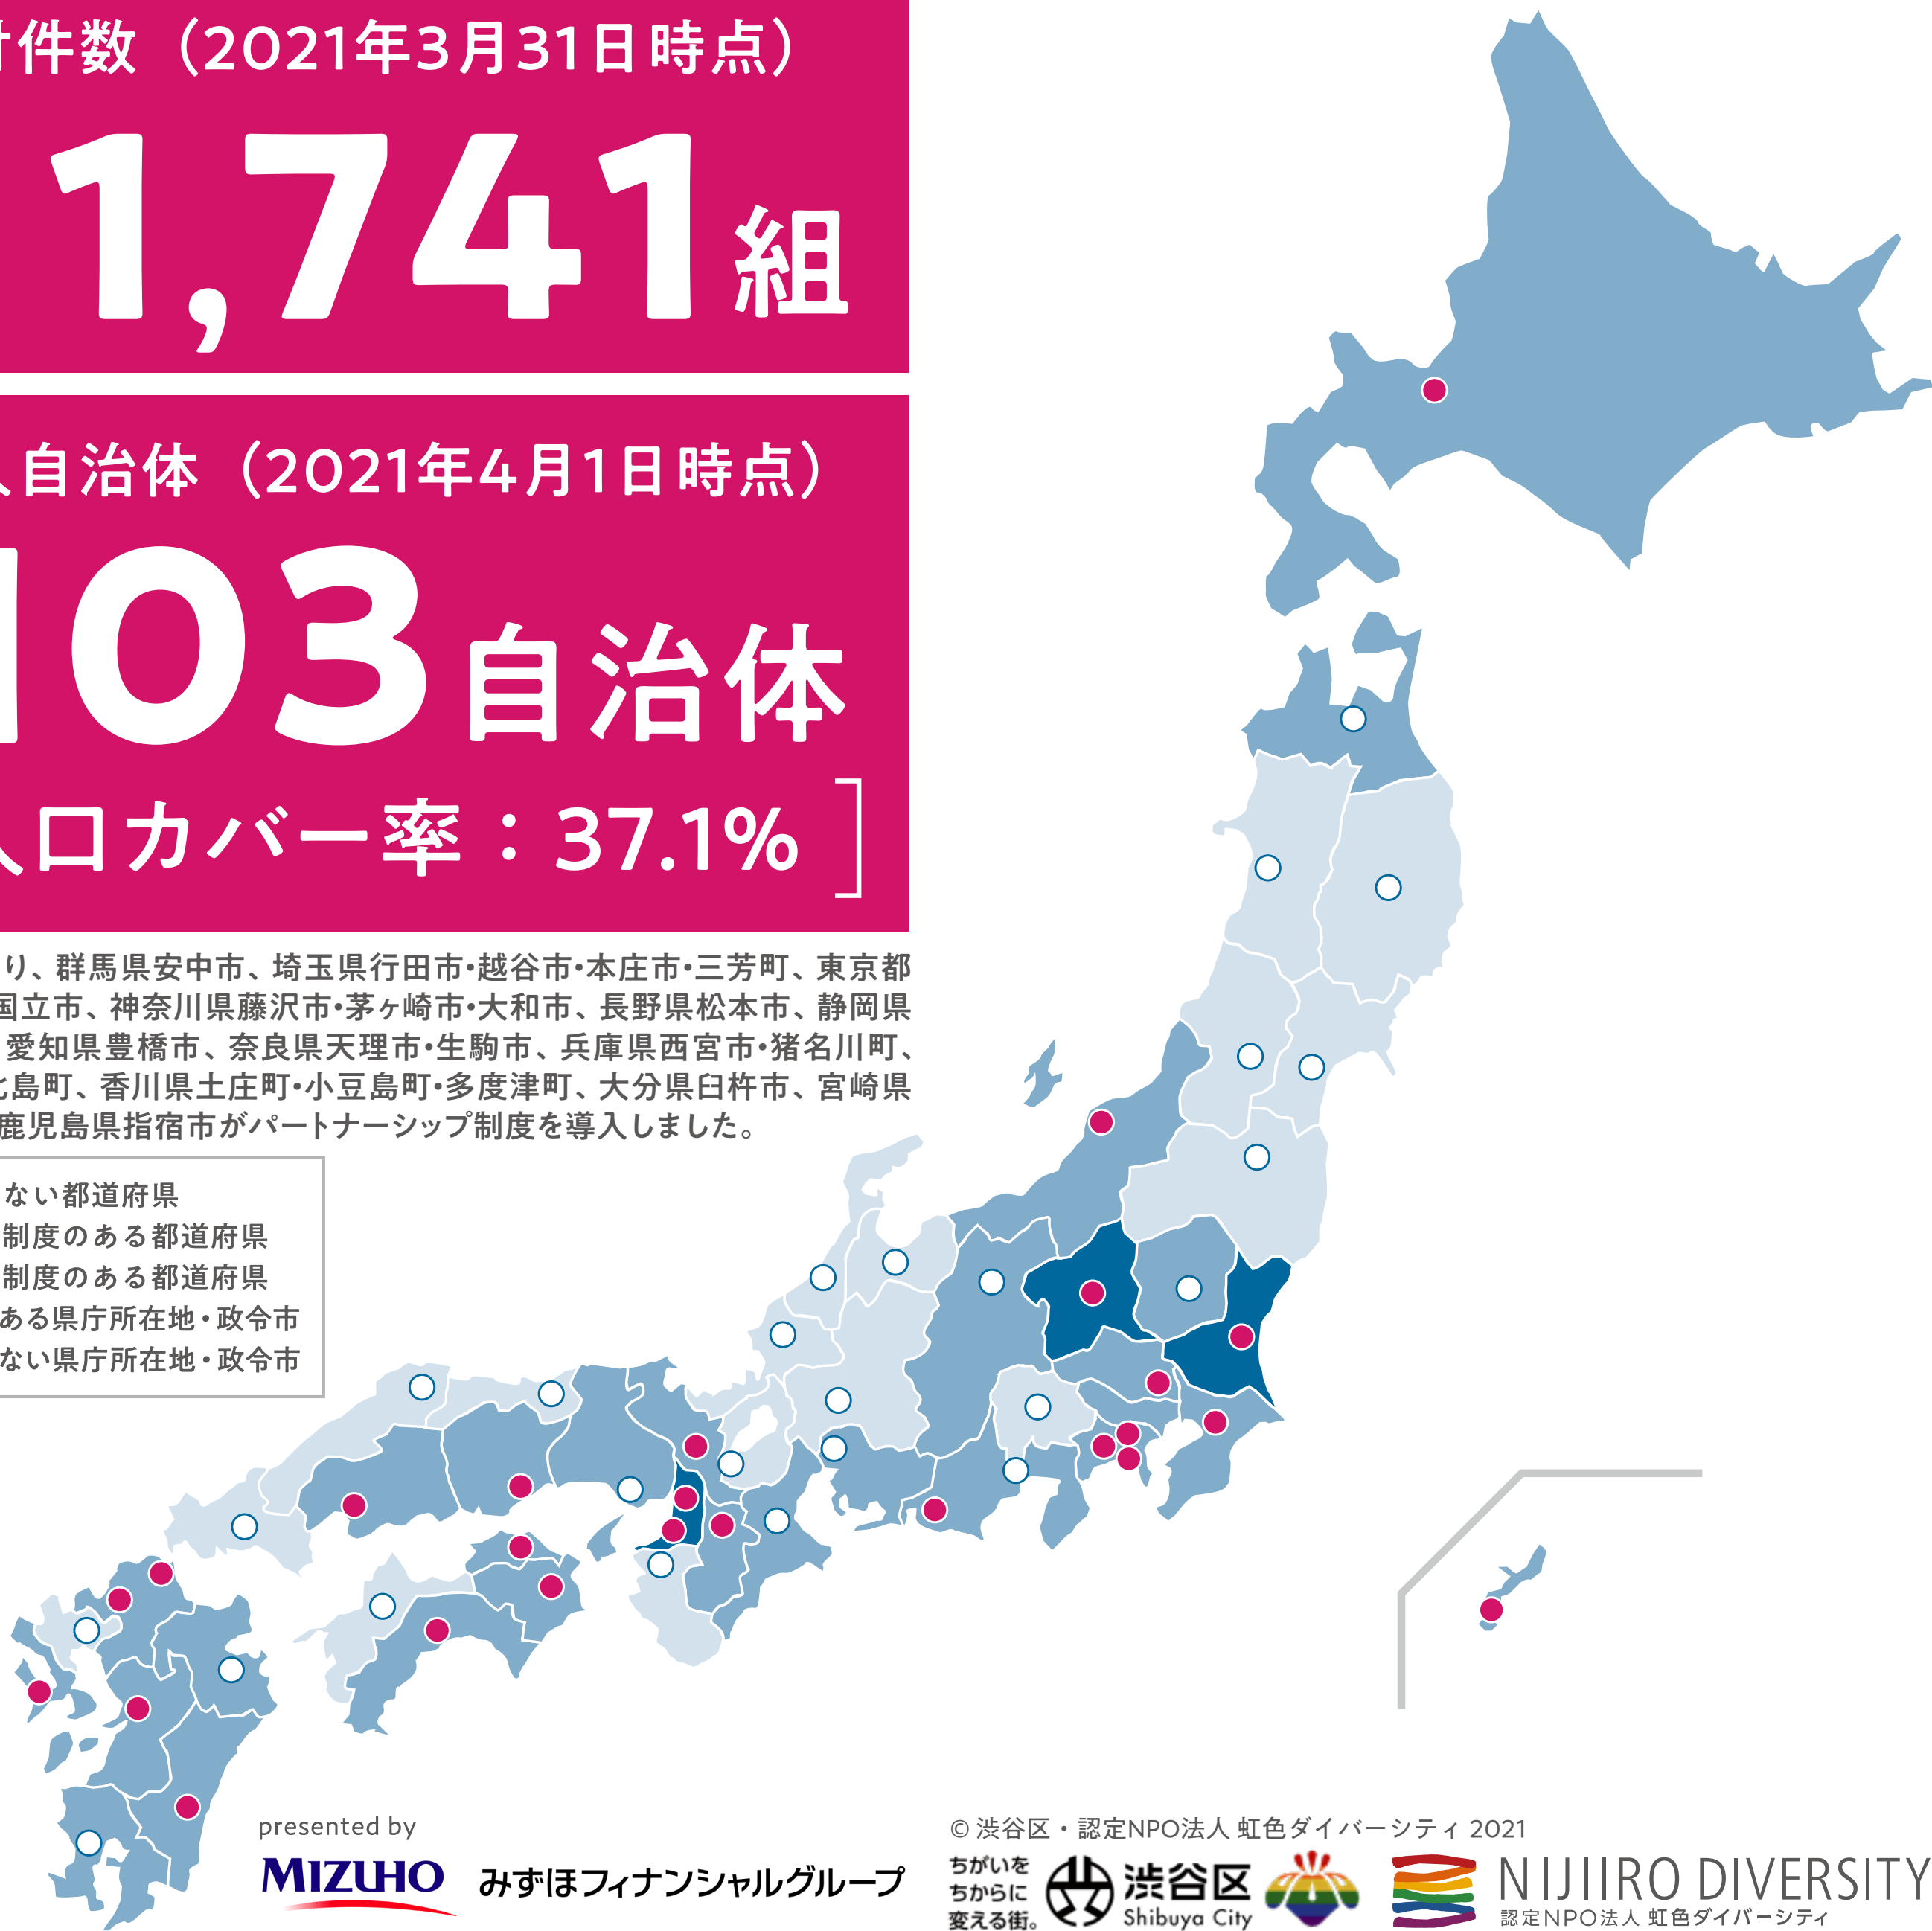 件数（2021年3月31日時点）
1,741組
自治体（2021年4月1日時点）
103自治体
人口カバー率：37.1%］
り、群馬県安中市、埼玉県行田市・越谷市・本庄市・三芳町、東京都
国立市、神奈川県藤沢市・茅ヶ崎市・大和市、長野県松本市、静岡県
愛知県豊橋市、奈良県天理市・生駒市、兵庫県西宮市・猪名川町、
島町、香川県土庄町・小豆島町・多度津町、大分県臼杵市、宮崎県
鹿児島県指宿市がパートナーシップ制度を導入しました。
ない都道府県
制度のある都道府県
制度のある都道府県
ある県庁所在地・政令市
ない県庁所在地・政令市
presented by
MIZUHO みずほフィナンシャルグループ
© 渋谷区・認定NPO法人 虹色ダイバーシティ 2021
ちがいを
ちからに
変える街。
渋谷区
Shibuya City
NIJIIRO DIVERSITY
認定NPO法人 虹色ダイバーシティ